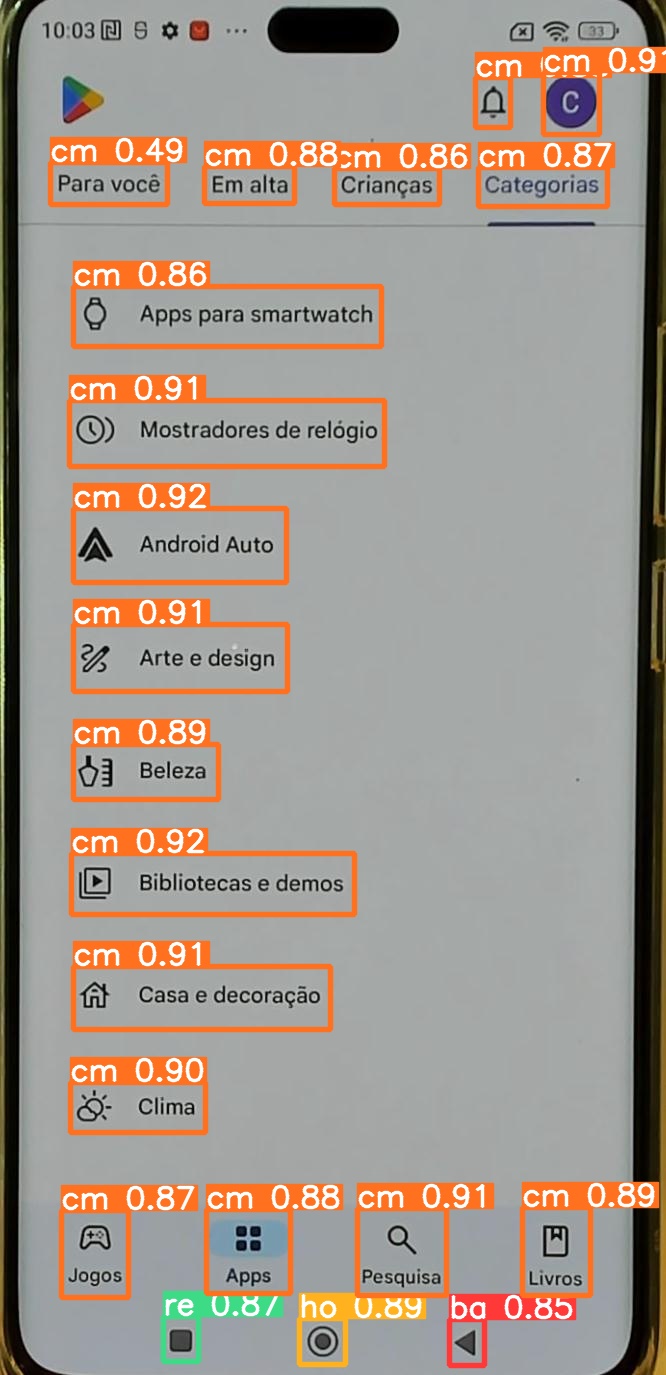 10:03
33
cm
cm 0.91
C
cm 0.49 cm 0.88 cm 0.86 cm 0.87
Para você Em alta Crianças Categorias
cm 0.86
Apps para smartwatch
cm 0.91
Mostradores de relógio
cm 0.92
Android Auto
cm 0.91
Arte e design
cm 0.89
Beleza
cm 0.92
Bibliotecas e demos
cm 0.91
Casa e decoração
cm 0.90
Clima
cm 0.87 cm 0.88 cm 0.91 cm 0.89
Jogos Apps Pesquisa Livros
re 0.87 ho 0.89 ba 0.85